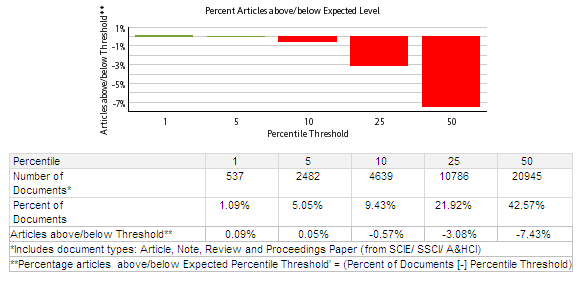 Percent Articles above/below Expected Level
Articles above/below Threshold**
1%
-1%
-3%
-5%
-7%
1 5 10 25 50
Percentile Threshold
Percentile 1 5 10 25 50
Number of Documents* 537 2482 4639 10786 20945
Percent of Documents 1.09% 5.05% 9.43% 21.92% 42.57%
Articles above/below Threshold** 0.09% 0.05% -0.57% -3.08% -7.43%
*Includes document types: Article, Note, Review and Proceedings Paper (from SCIE/ SSCI/ A&HCI)
**Percentage articles above/below Expected Percentile Threshold' = (Percent of Documents [-] Percentile Threshold)